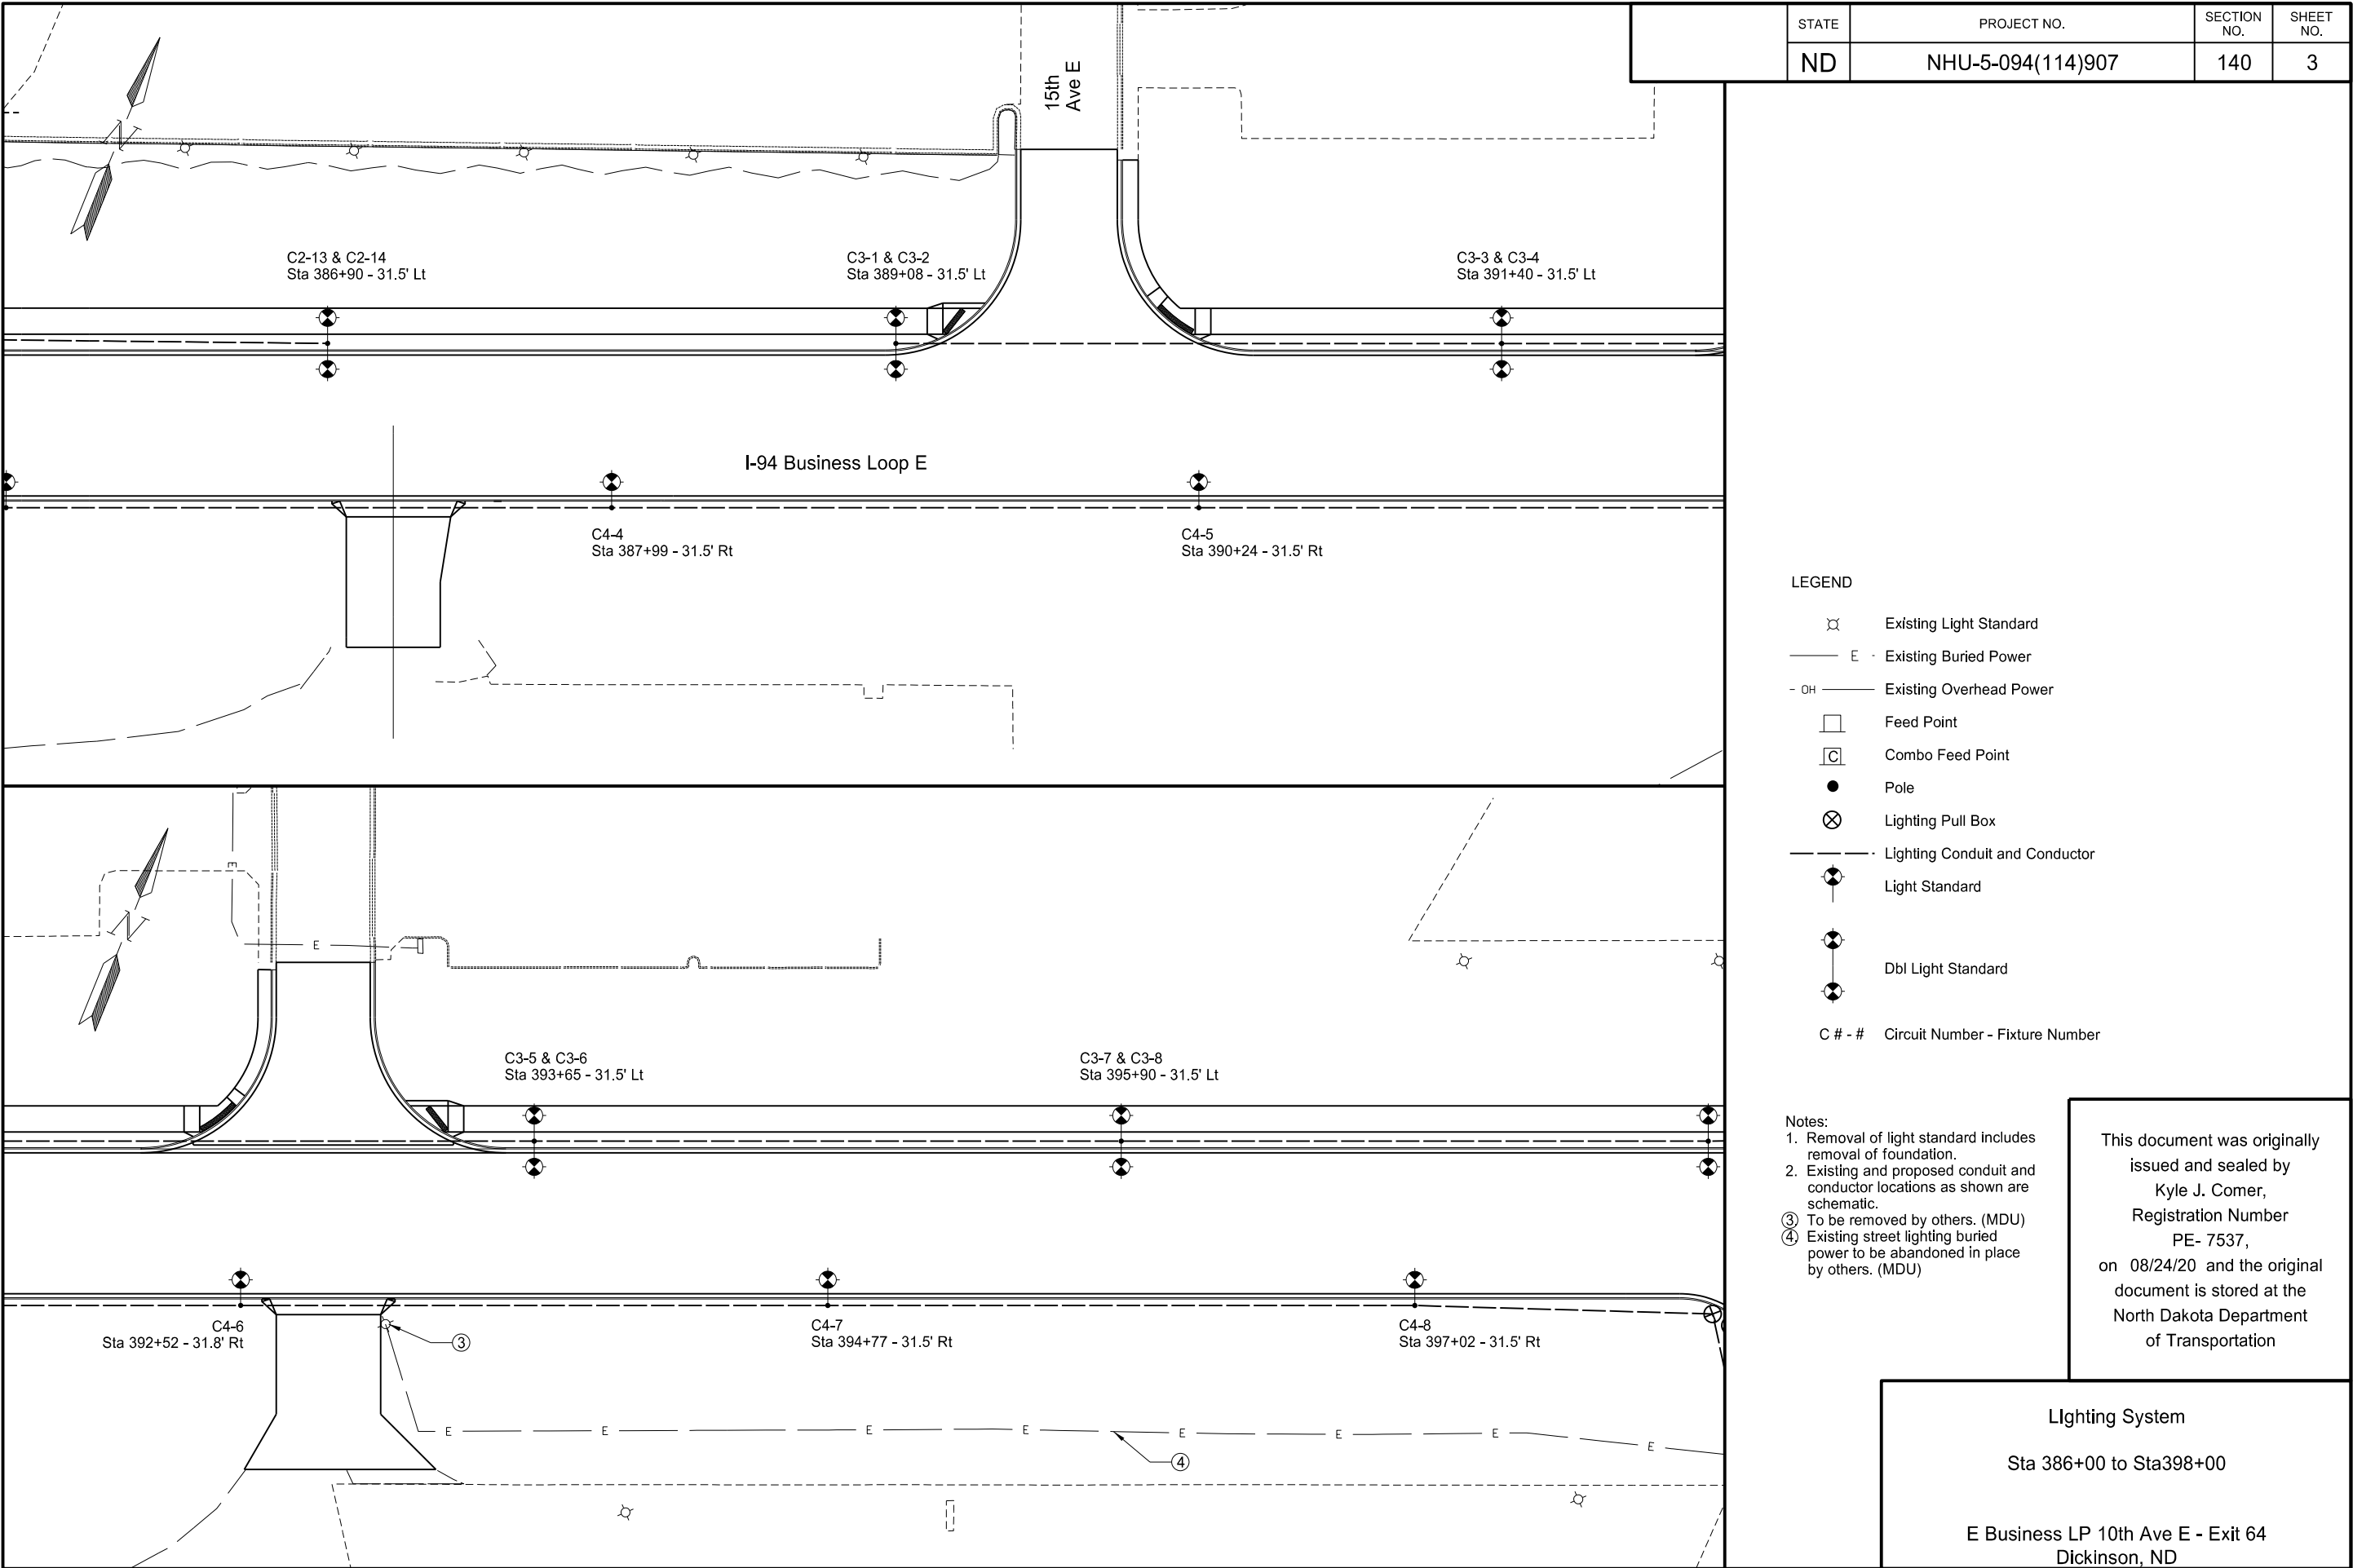 STATE
PROJECT NO.
SECTION
NO.
SHEET
NO.
ND
NHU-5-094(114)907
140
3
15th
Ave E
N
C2-13 & C2-14
Sta 386+90 - 31.5' Lt
C3-1 & C3-2
Sta 389+08 - 31.5' Lt
C3-3 & C3-4
Sta 391+40 - 31.5' Lt
I-94 Business Loop E
C4-4
Sta 387+99 - 31.5' Rt
C4-5
Sta 390+24 - 31.5' Rt
LEGEND
Existing Light Standard
E Existing Buried Power
OH Existing Overhead Power
Feed Point
C Combo Feed Point
Pole
Lighting Pull Box
Lighting Conduit and Conductor
Light Standard
Dbl Light Standard
C # - # Circuit Number - Fixture Number
E
N
E
C3-5 & C3-6
Sta 393+65 - 31.5' Lt
C3-7 & C3-8
Sta 395+90 - 31.5' Lt
C4-6
Sta 392+52 - 31.8' Rt
3
C4-7
Sta 394+77 - 31.5' Rt
C4-8
Sta 397+02 - 31.5' Rt
E E E E E E E E
4
Notes:
1. Removal of light standard includes
removal of foundation.
2. Existing and proposed conduit and
conductor locations as shown are
schematic.
3. To be removed by others. (MDU)
4. Existing street lighting buried
power to be abandoned in place
by others. (MDU)
This document was originally
issued and sealed by
Kyle J. Comer,
Registration Number
PE- 7537,
on 08/24/20 and the original
document is stored at the
North Dakota Department
of Transportation
LIghting System
Sta 386+00 to Sta398+00
E Business LP 10th Ave E - Exit 64
Dickinson, ND